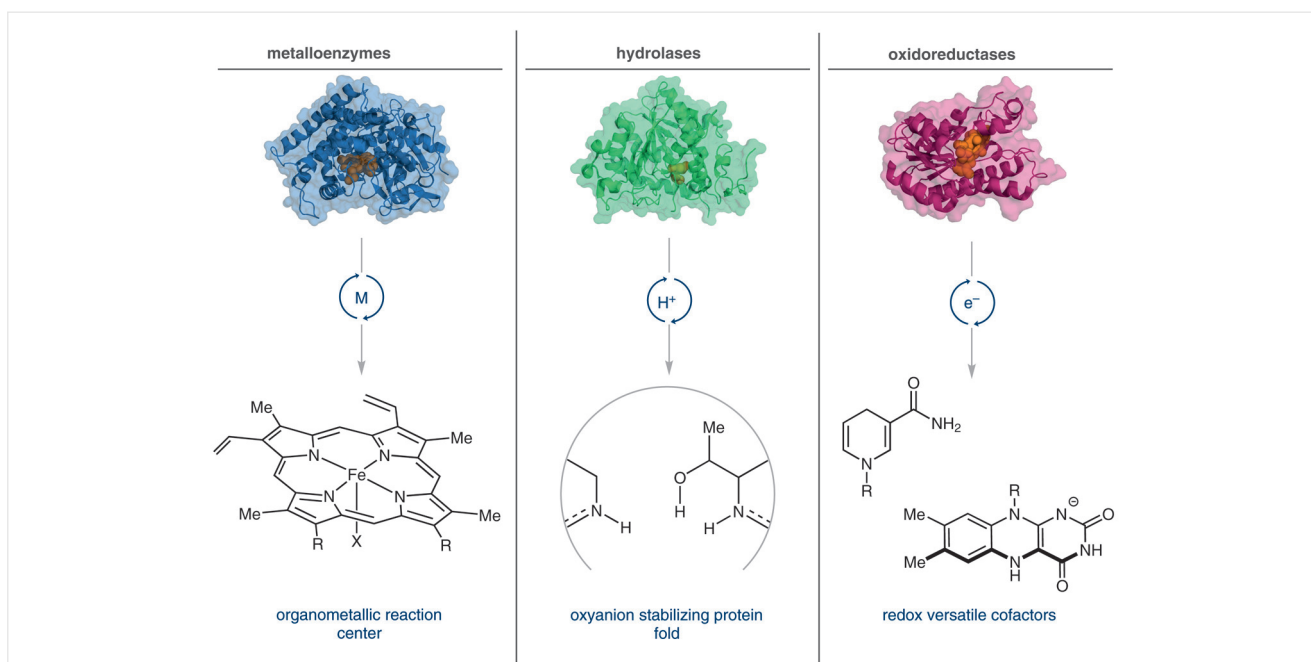 metalloenzymes
hydrolases
oxidoreductases
M
H⁺
e⁻
Me
Me
N
N
Fe
N
N
Me
Me
R
X
R
Me
O
H
N
H
H
N
O
NH₂
N
R
R
⊖
Me
N
N
O
Me
N
H
NH
O
organometallic reaction
center
oxyanion stabilizing protein
fold
redox versatile cofactors